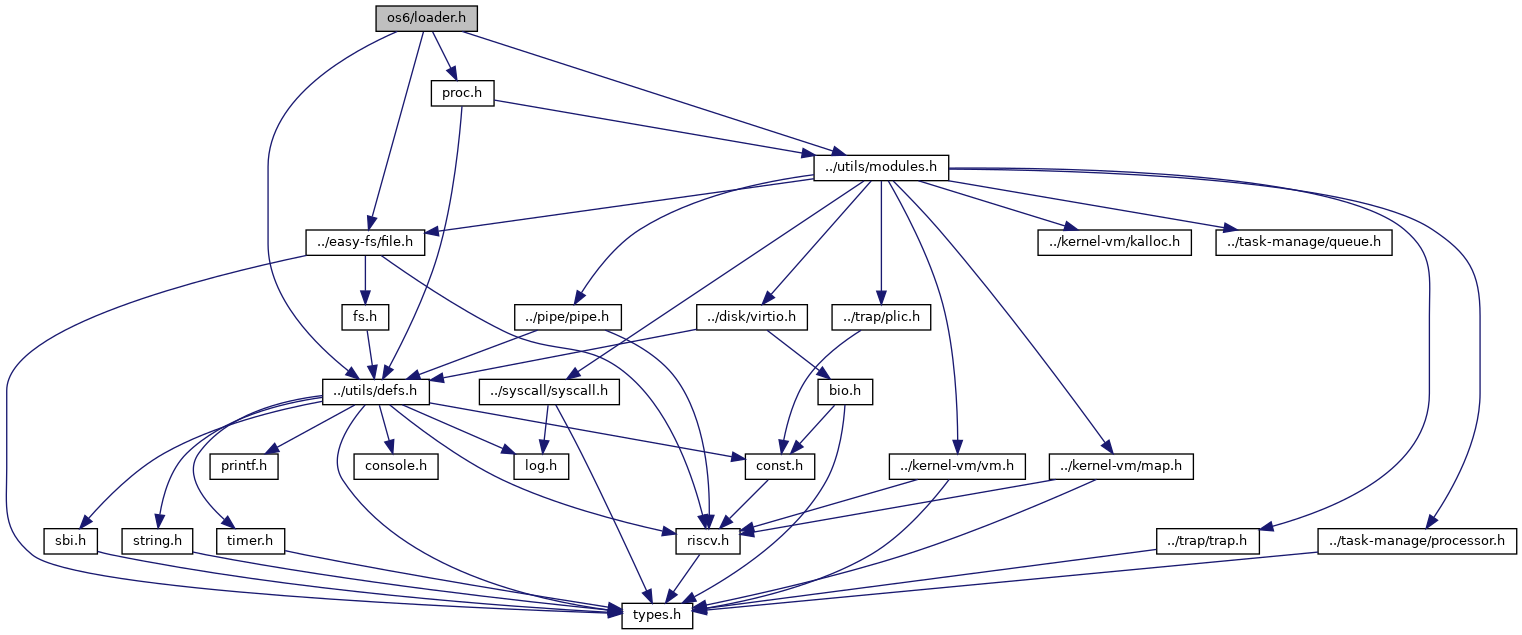 os6/loader.h
proc.h
../utils/modules.h
../easy-fs/file.h
../kernel-vm/kalloc.h
../task-manage/queue.h
fs.h
../pipe/pipe.h
../disk/virtio.h
../trap/plic.h
../utils/defs.h
../syscall/syscall.h
bio.h
printf.h
console.h
log.h
const.h
../kernel-vm/vm.h
../kernel-vm/map.h
sbi.h
string.h
timer.h
riscv.h
../trap/trap.h
../task-manage/processor.h
types.h